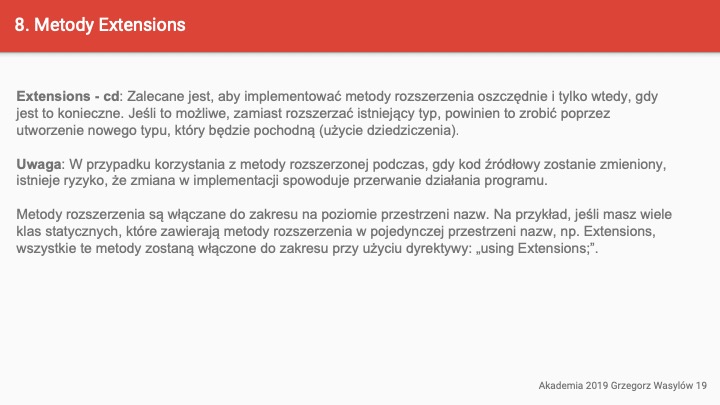 8. Metody Extensions
Extensions - cd: Zalecane jest, aby implementować metody rozszerzenia oszczędnie i tylko wtedy, gdy
jest to konieczne. Jeśli to możliwe, zamiast rozszerzać istniejący typ, powinien to zrobić poprzez
utworzenie nowego typu, który będzie pochodną (użycie dziedziczenia).
Uwaga: W przypadku korzystania z metody rozszerzonej podczas, gdy kod źródłowy zostanie zmieniony,
istnieje ryzyko, że zmiana w implementacji spowoduje przerwanie działania programu.
Metody rozszerzenia są włączane do zakresu na poziomie przestrzeni nazw. Na przykład, jeśli masz wiele
klas statycznych, które zawierają metody rozszerzenia w pojedynczej przestrzeni nazw, np. Extensions,
wszystkie te metody zostaną włączone do zakresu przy użyciu dyrektywy: „using Extensions;”.
Akademia 2019 Grzegorz Wasylów 19